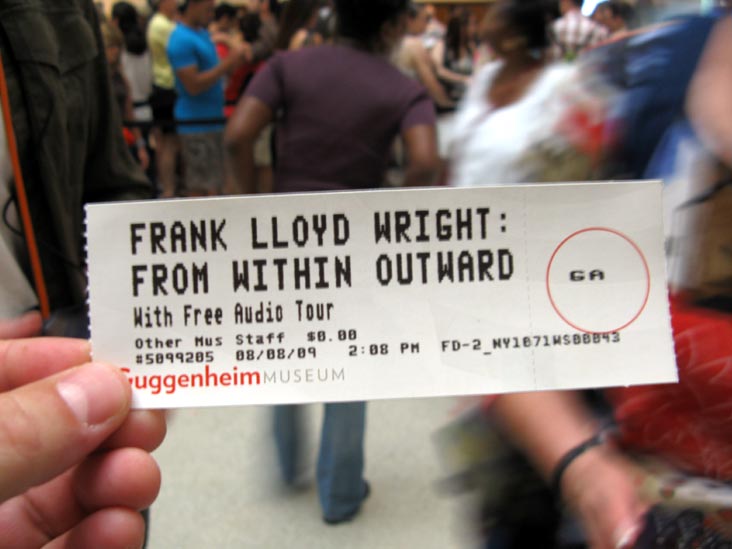 FRANK LLOYD WRIGHT:
FROM WITHIN OUTWARD
GA
With Free Audio Tour
Other Mus Staff $0.00
#5099205 08/08/09 2:08 PM FD-2_NY1071WS00043
Guggenheim MUSEUM